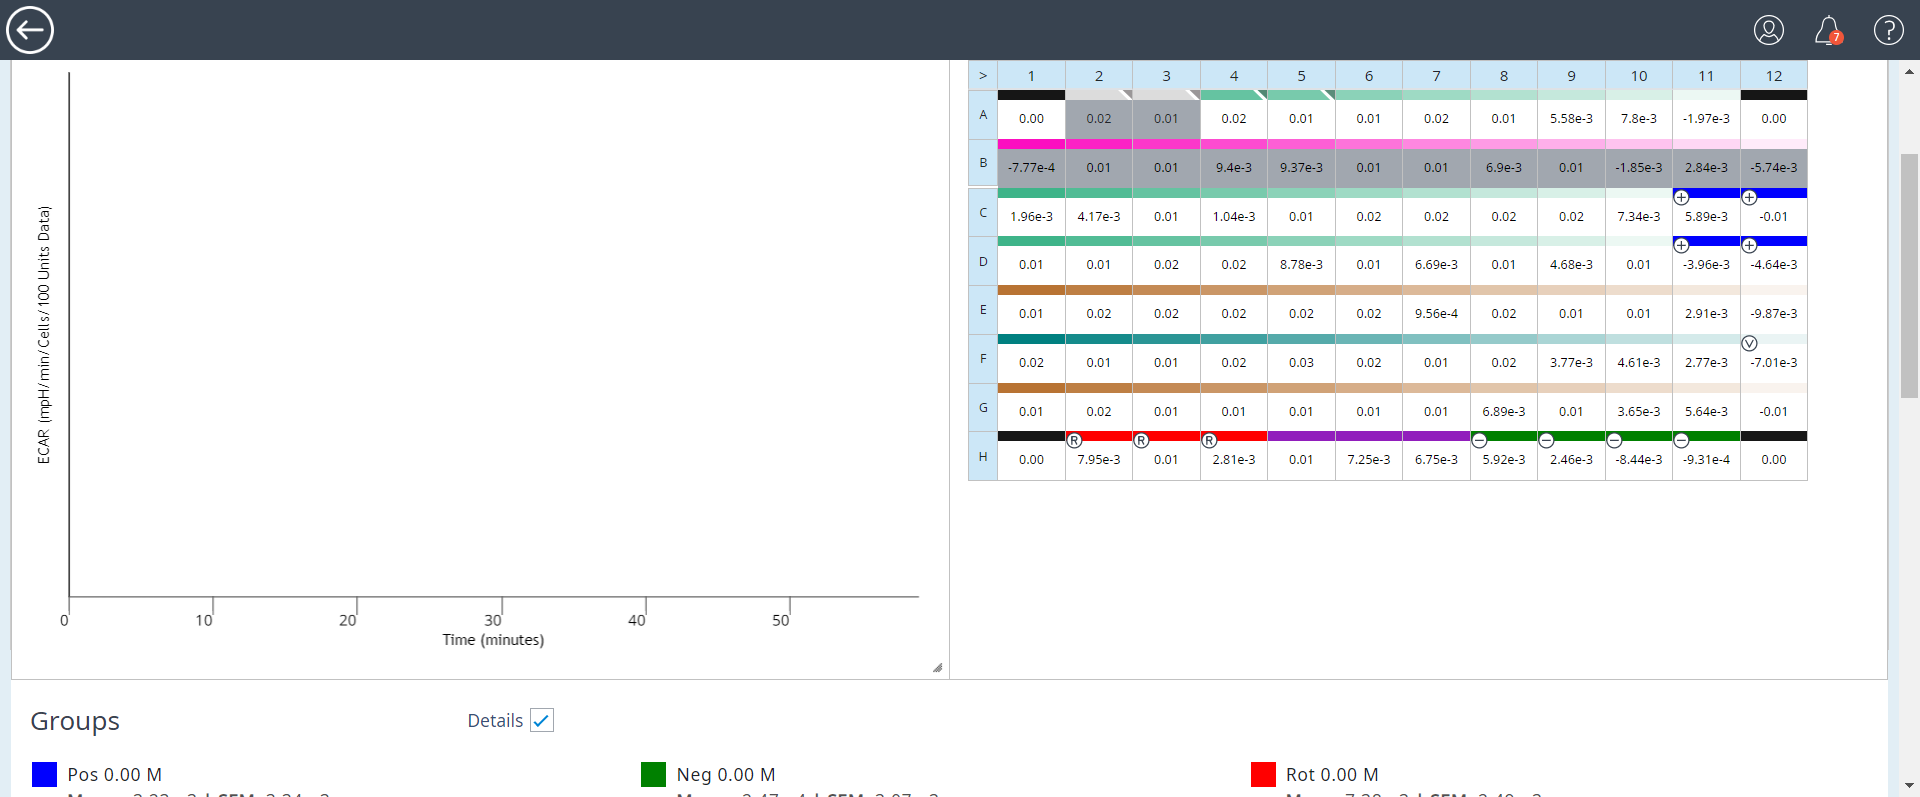 7
?
ECAR (mpH/min/Cells/100 Units Data)
0 10 20 30 40 50
Time (minutes)
> 1 2 3 4 5 6 7 8 9 10 11 12
A 0.00 0.02 0.01 0.02 0.01 0.01 0.02 0.01 5.58e-3 7.8e-3 -1.97e-3 0.00
B -7.77e-4 0.01 0.01 9.4e-3 9.37e-3 0.01 0.01 6.9e-3 0.01 -1.85e-3 2.84e-3 -5.74e-3
+ +
C 1.96e-3 4.17e-3 0.01 1.04e-3 0.01 0.02 0.02 0.02 0.02 7.34e-3 5.89e-3 -0.01
+ +
D 0.01 0.01 0.02 0.02 8.78e-3 0.01 6.69e-3 0.01 4.68e-3 0.01 -3.96e-3 -4.64e-3
E 0.01 0.02 0.02 0.02 0.02 0.02 9.56e-4 0.02 0.01 0.01 2.91e-3 -9.87e-3
V
F 0.02 0.01 0.01 0.02 0.03 0.02 0.01 0.02 3.77e-3 4.61e-3 2.77e-3 -7.01e-3
G 0.01 0.02 0.01 0.01 0.01 0.01 0.01 6.89e-3 0.01 3.65e-3 5.64e-3 -0.01
R R R − − − −
H 0.00 7.95e-3 0.01 2.81e-3 0.01 7.25e-3 6.75e-3 5.92e-3 2.46e-3 -8.44e-3 -9.31e-4 0.00
Groups
Details
Pos 0.00 M
Neg 0.00 M
Rot 0.00 M